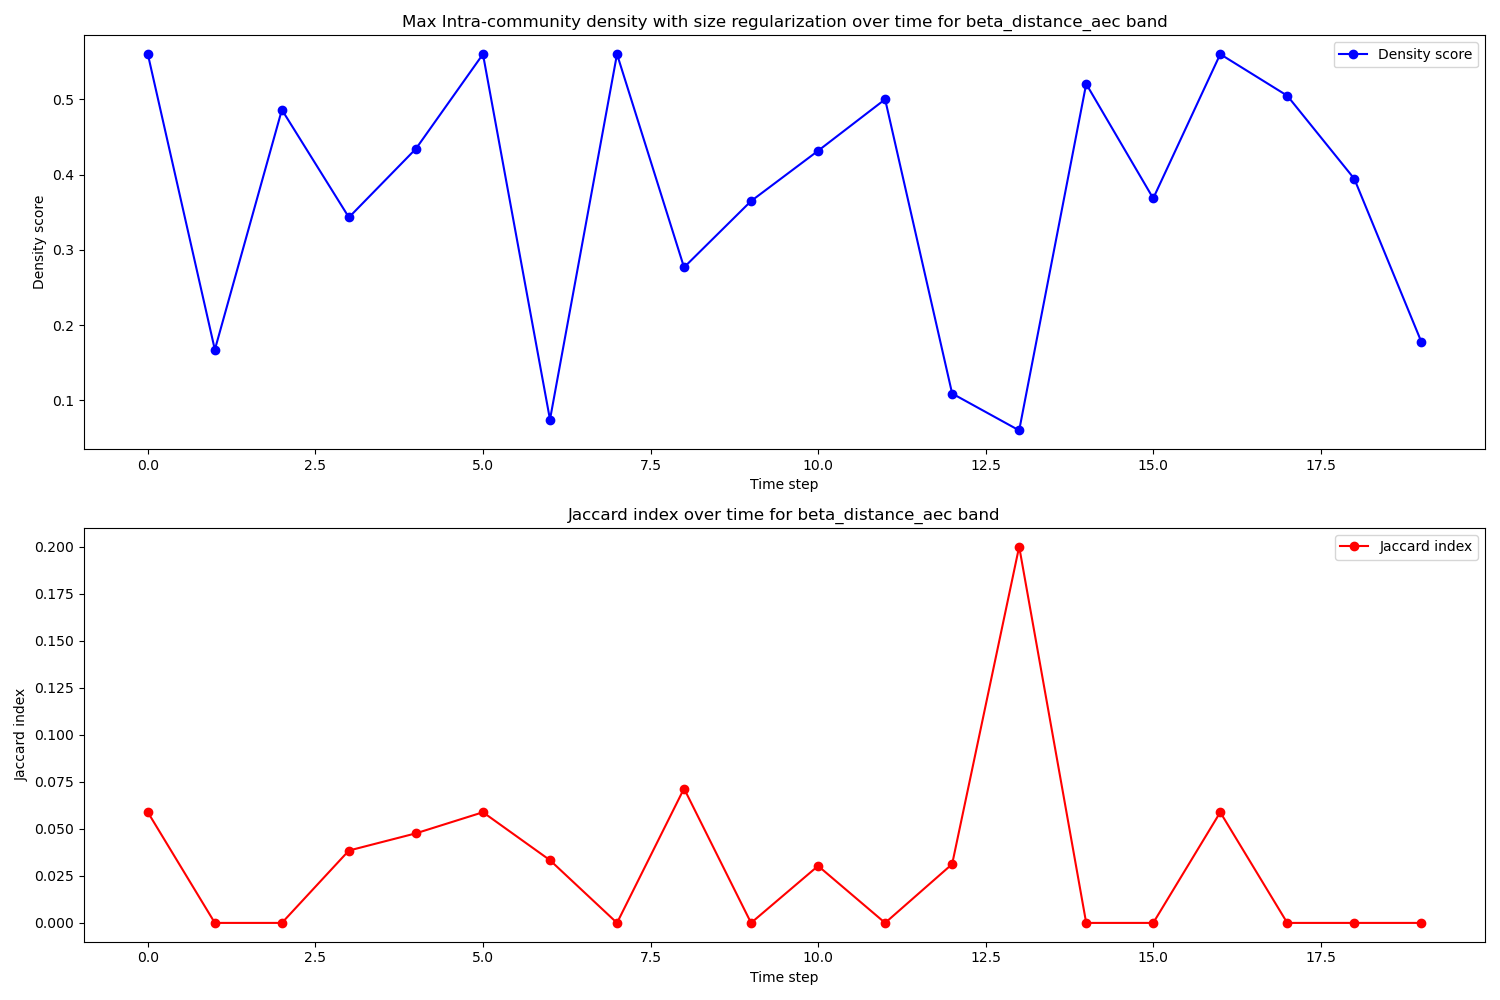 Max Intra-community density with size regularization over time for beta_distance_aec band
Density score
0.5
0.4
0.3
0.2
0.1
Density score
0.0 2.5 5.0 7.5 10.0 12.5 15.0 17.5
Time step
Jaccard index over time for beta_distance_aec band
Jaccard index
0.200
0.175
0.150
0.125
0.100
0.075
0.050
0.025
0.000
Jaccard index
0.0 2.5 5.0 7.5 10.0 12.5 15.0 17.5
Time step